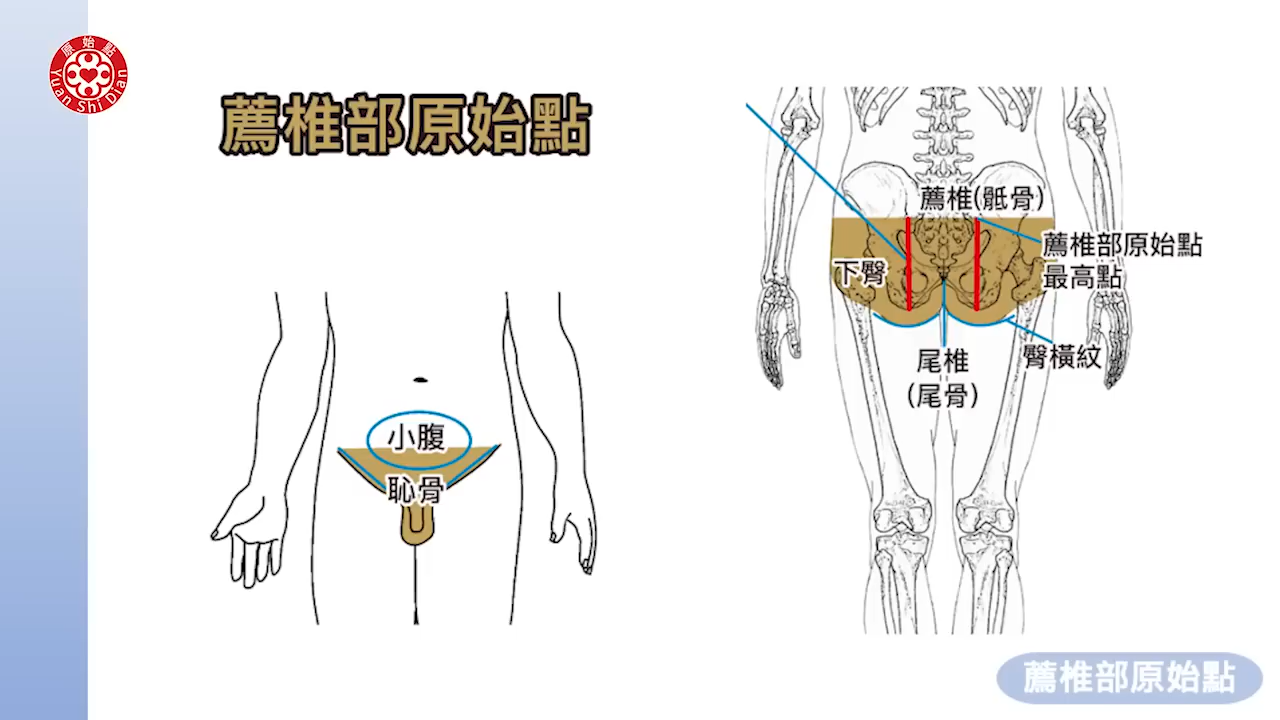 原始點
Yuan Shi Dian
薦椎部原始點
薦椎(骶骨)
薦椎部原始點
最高點
下臀
臀橫紋
尾椎
(尾骨)
小腹
恥骨
薦椎部原始點